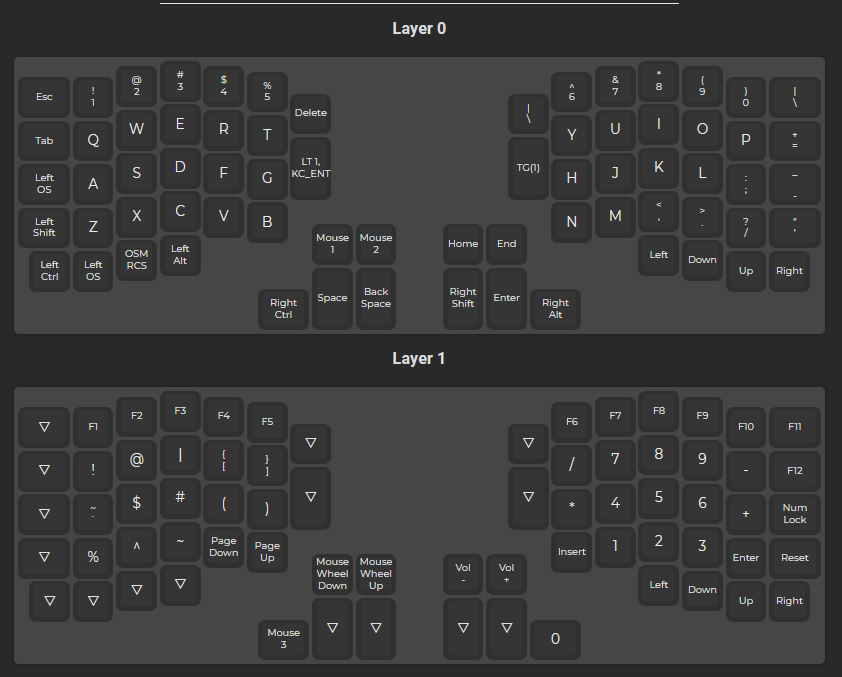 Layer 0
Esc
!
1
@
2
#
3
$
4
%
5
Delete
|
\
^
6
&
7
*
8
(
9
)
0
|
\
Tab
Q
W
E
R
T
LT 1,
KC_ENT
TG(1)
Y
U
I
O
P
+
=
Left
OS
A
S
D
F
G
H
J
K
L
:
;
_
-
Left
Shift
Z
X
C
V
B
N
M
<
,
>
.
?
/
"
'
Left
Ctrl
Left
OS
OSM
RCS
Left
Alt
Mouse
1
Mouse
2
Home
End
Left
Down
Up
Right
Right
Ctrl
Space
Back
Space
Right
Shift
Enter
Right
Alt
Layer 1
▽
F1
F2
F3
F4
F5
▽
▽
F6
F7
F8
F9
F10
F11
▽
!
@
|
{
[
}
]
▽
▽
/
7
8
9
-
F12
▽
~
`
$
#
(
)
*
4
5
6
+
Num
Lock
▽
%
^
~
Page
Down
Page
Up
Insert
1
2
3
Enter
Reset
▽
▽
▽
▽
Mouse
Wheel
Down
Mouse
Wheel
Up
Vol
-
Vol
+
Left
Down
Up
Right
Mouse
3
▽
▽
▽
▽
0